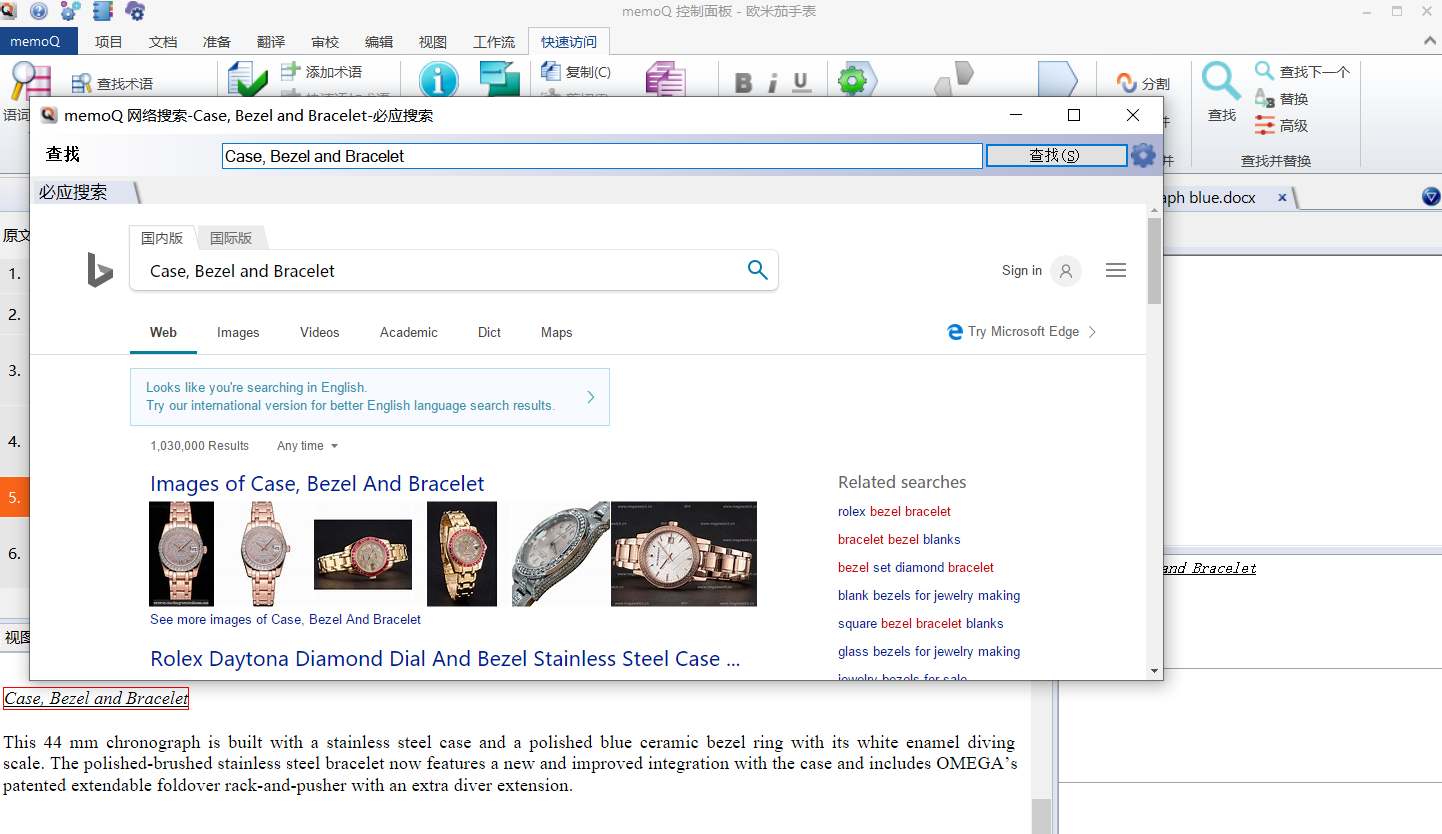 memoQ 控制面板 - 欧米茄手表
memoQ 项目 文档 准备 翻译 审校 编辑 视图 工作流 快速访问
查找术语
添加术语
复制(C)
B i U
分割
查找
查找下一个
替换
高级
查找并替换
语词
memoQ 网络搜索-Case, Bezel and Bracelet-必应搜索
查找 Case, Bezel and Bracelet 查找(S)
必应搜索
aph blue.docx
原文
国内版 国际版
Case, Bezel and Bracelet
Sign in
Web Images Videos Academic Dict Maps
Try Microsoft Edge
Looks like you're searching in English.
Try our international version for better English language search results.
1,030,000 Results Any time
Images of Case, Bezel And Bracelet
See more images of Case, Bezel And Bracelet
Rolex Daytona Diamond Dial And Bezel Stainless Steel Case ...
Related searches
rolex bezel bracelet
bracelet bezel blanks
bezel set diamond bracelet
blank bezels for jewelry making
square bezel bracelet blanks
glass bezels for jewelry making
jewelry bezels for sale
1.
2.
3.
4.
5.
6.
视图
and Bracelet
Case, Bezel and Bracelet
This 44 mm chronograph is built with a stainless steel case and a polished blue ceramic bezel ring with its white enamel diving
scale. The polished-brushed stainless steel bracelet now features a new and improved integration with the case and includes OMEGA's
patented extendable foldover rack-and-pusher with an extra diver extension.